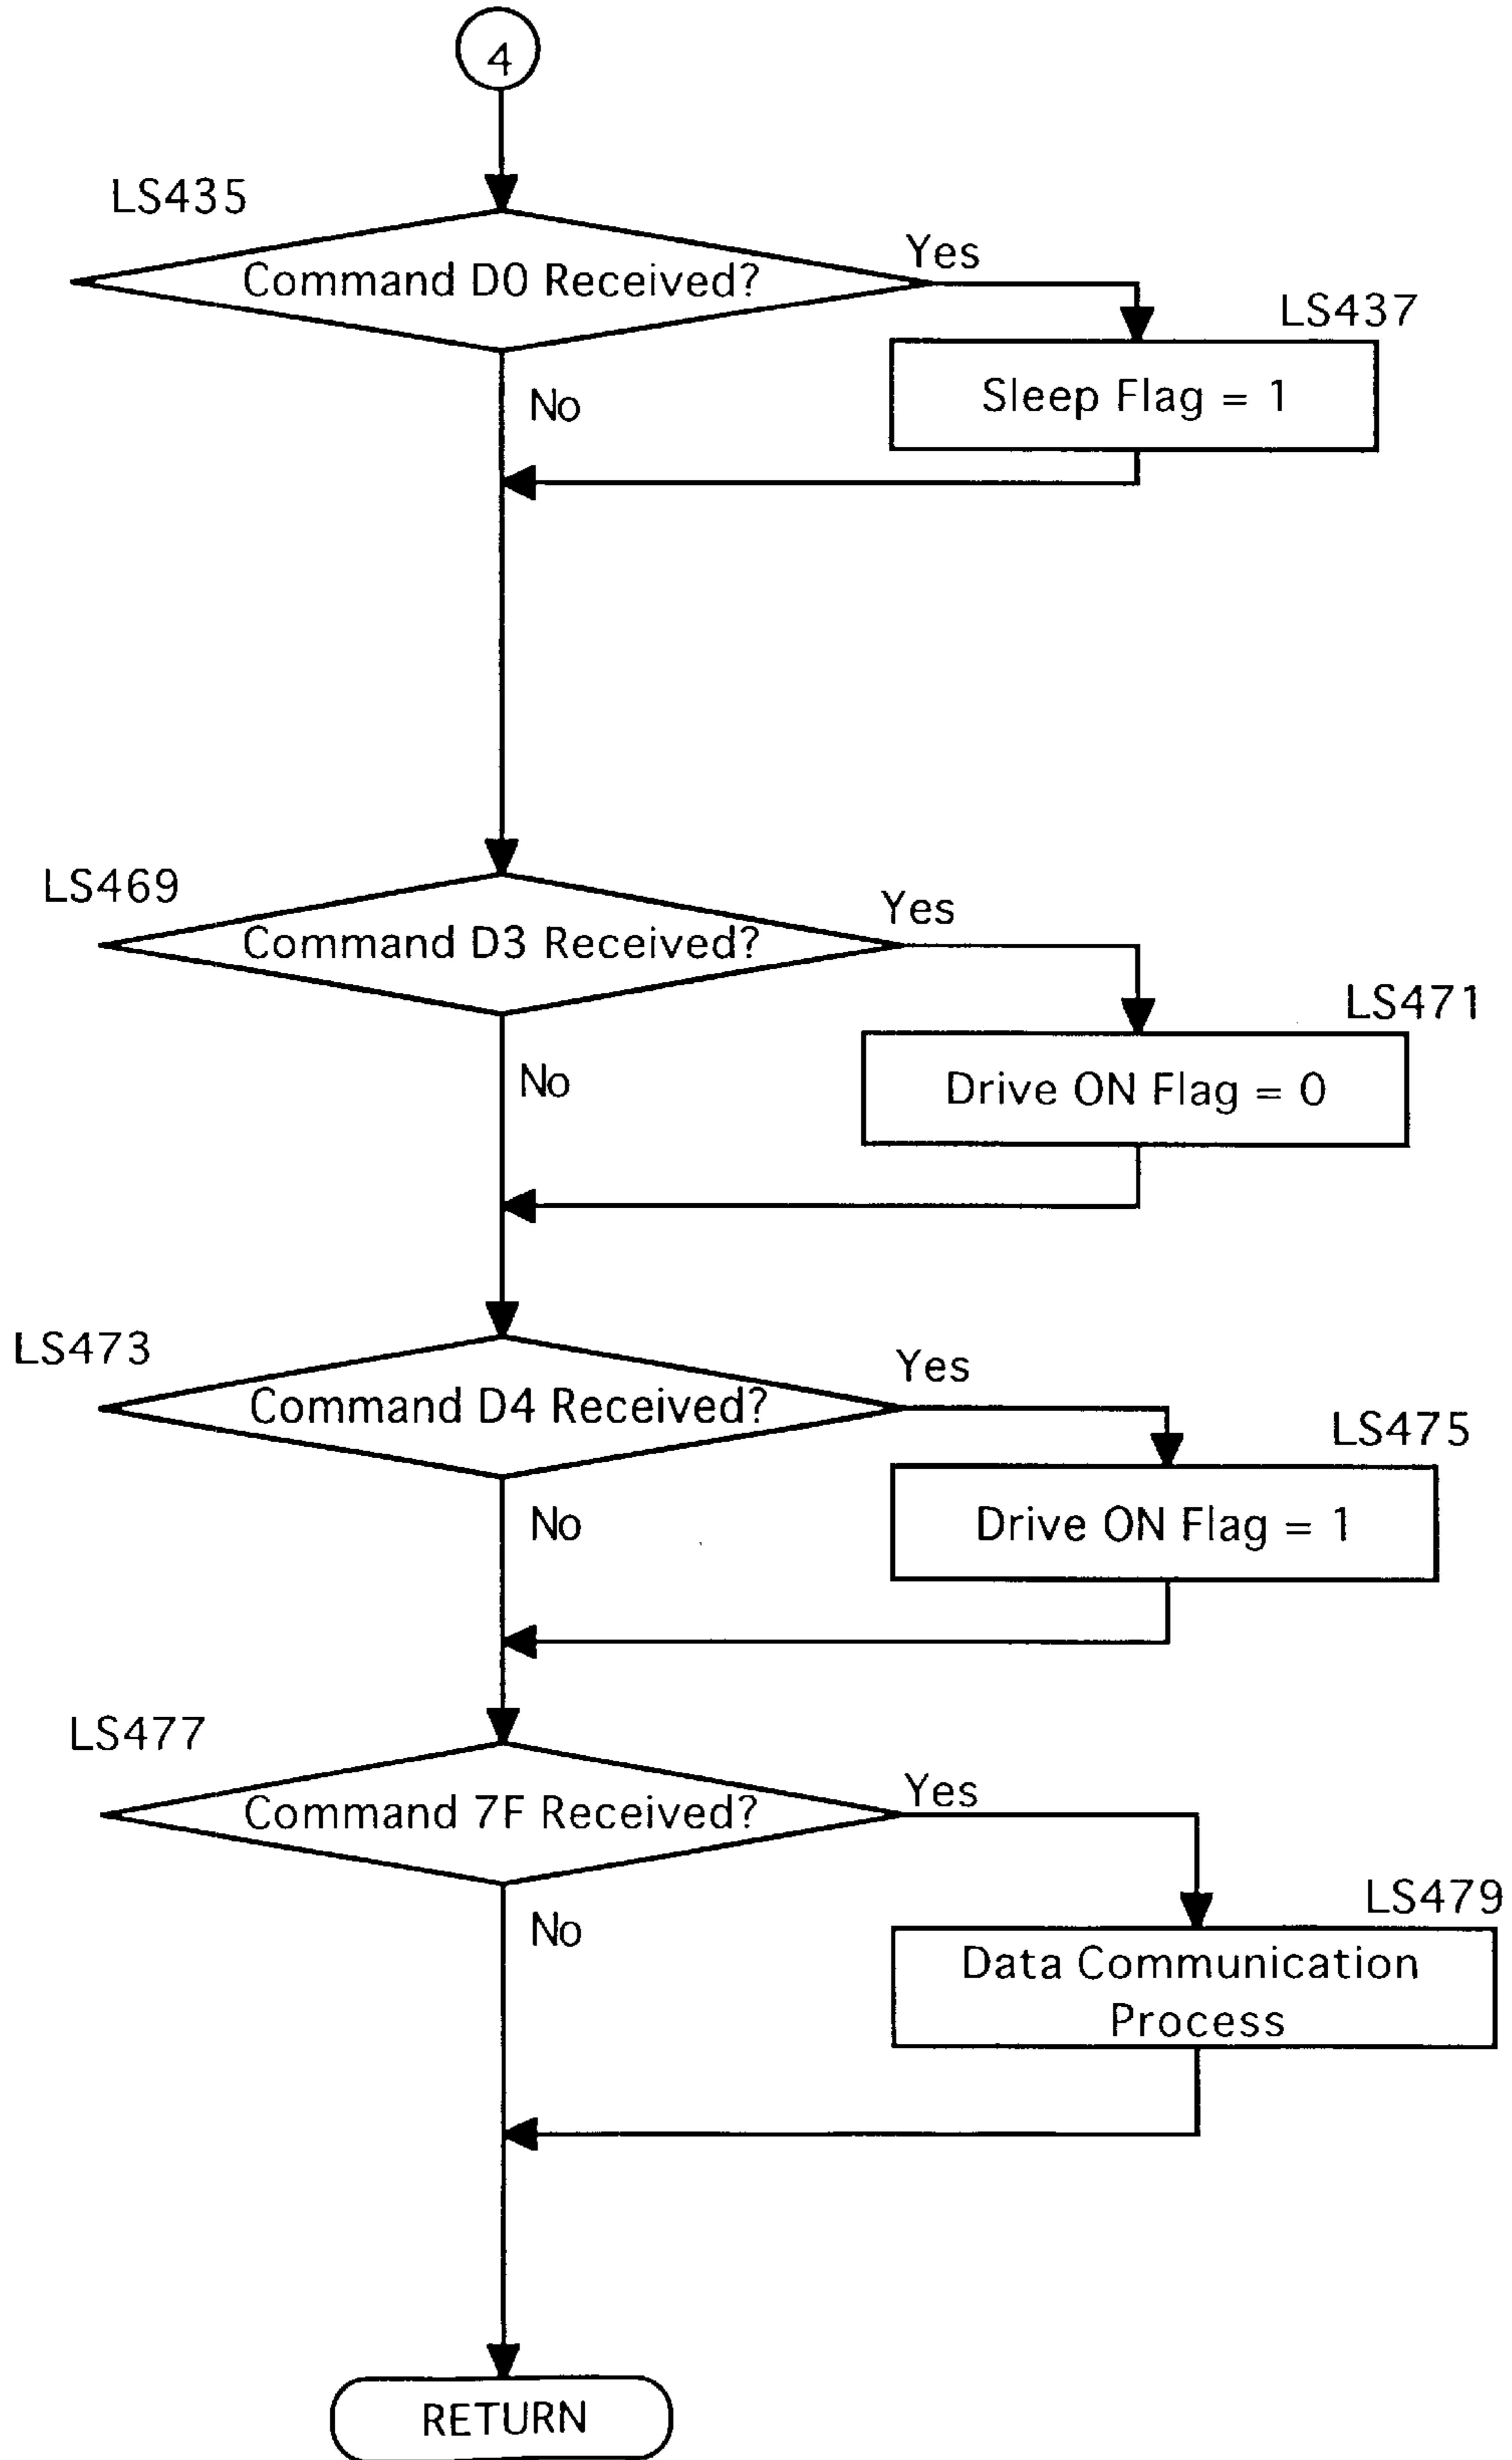 4
LS435
Command D0 Received?
Yes
LS437
Sleep Flag = 1
No
LS469
Command D3 Received?
Yes
LS471
Drive ON Flag = 0
No
LS473
Command D4 Received?
Yes
LS475
Drive ON Flag = 1
No
LS477
Command 7F Received?
Yes
LS479
Data Communication
Process
No
RETURN